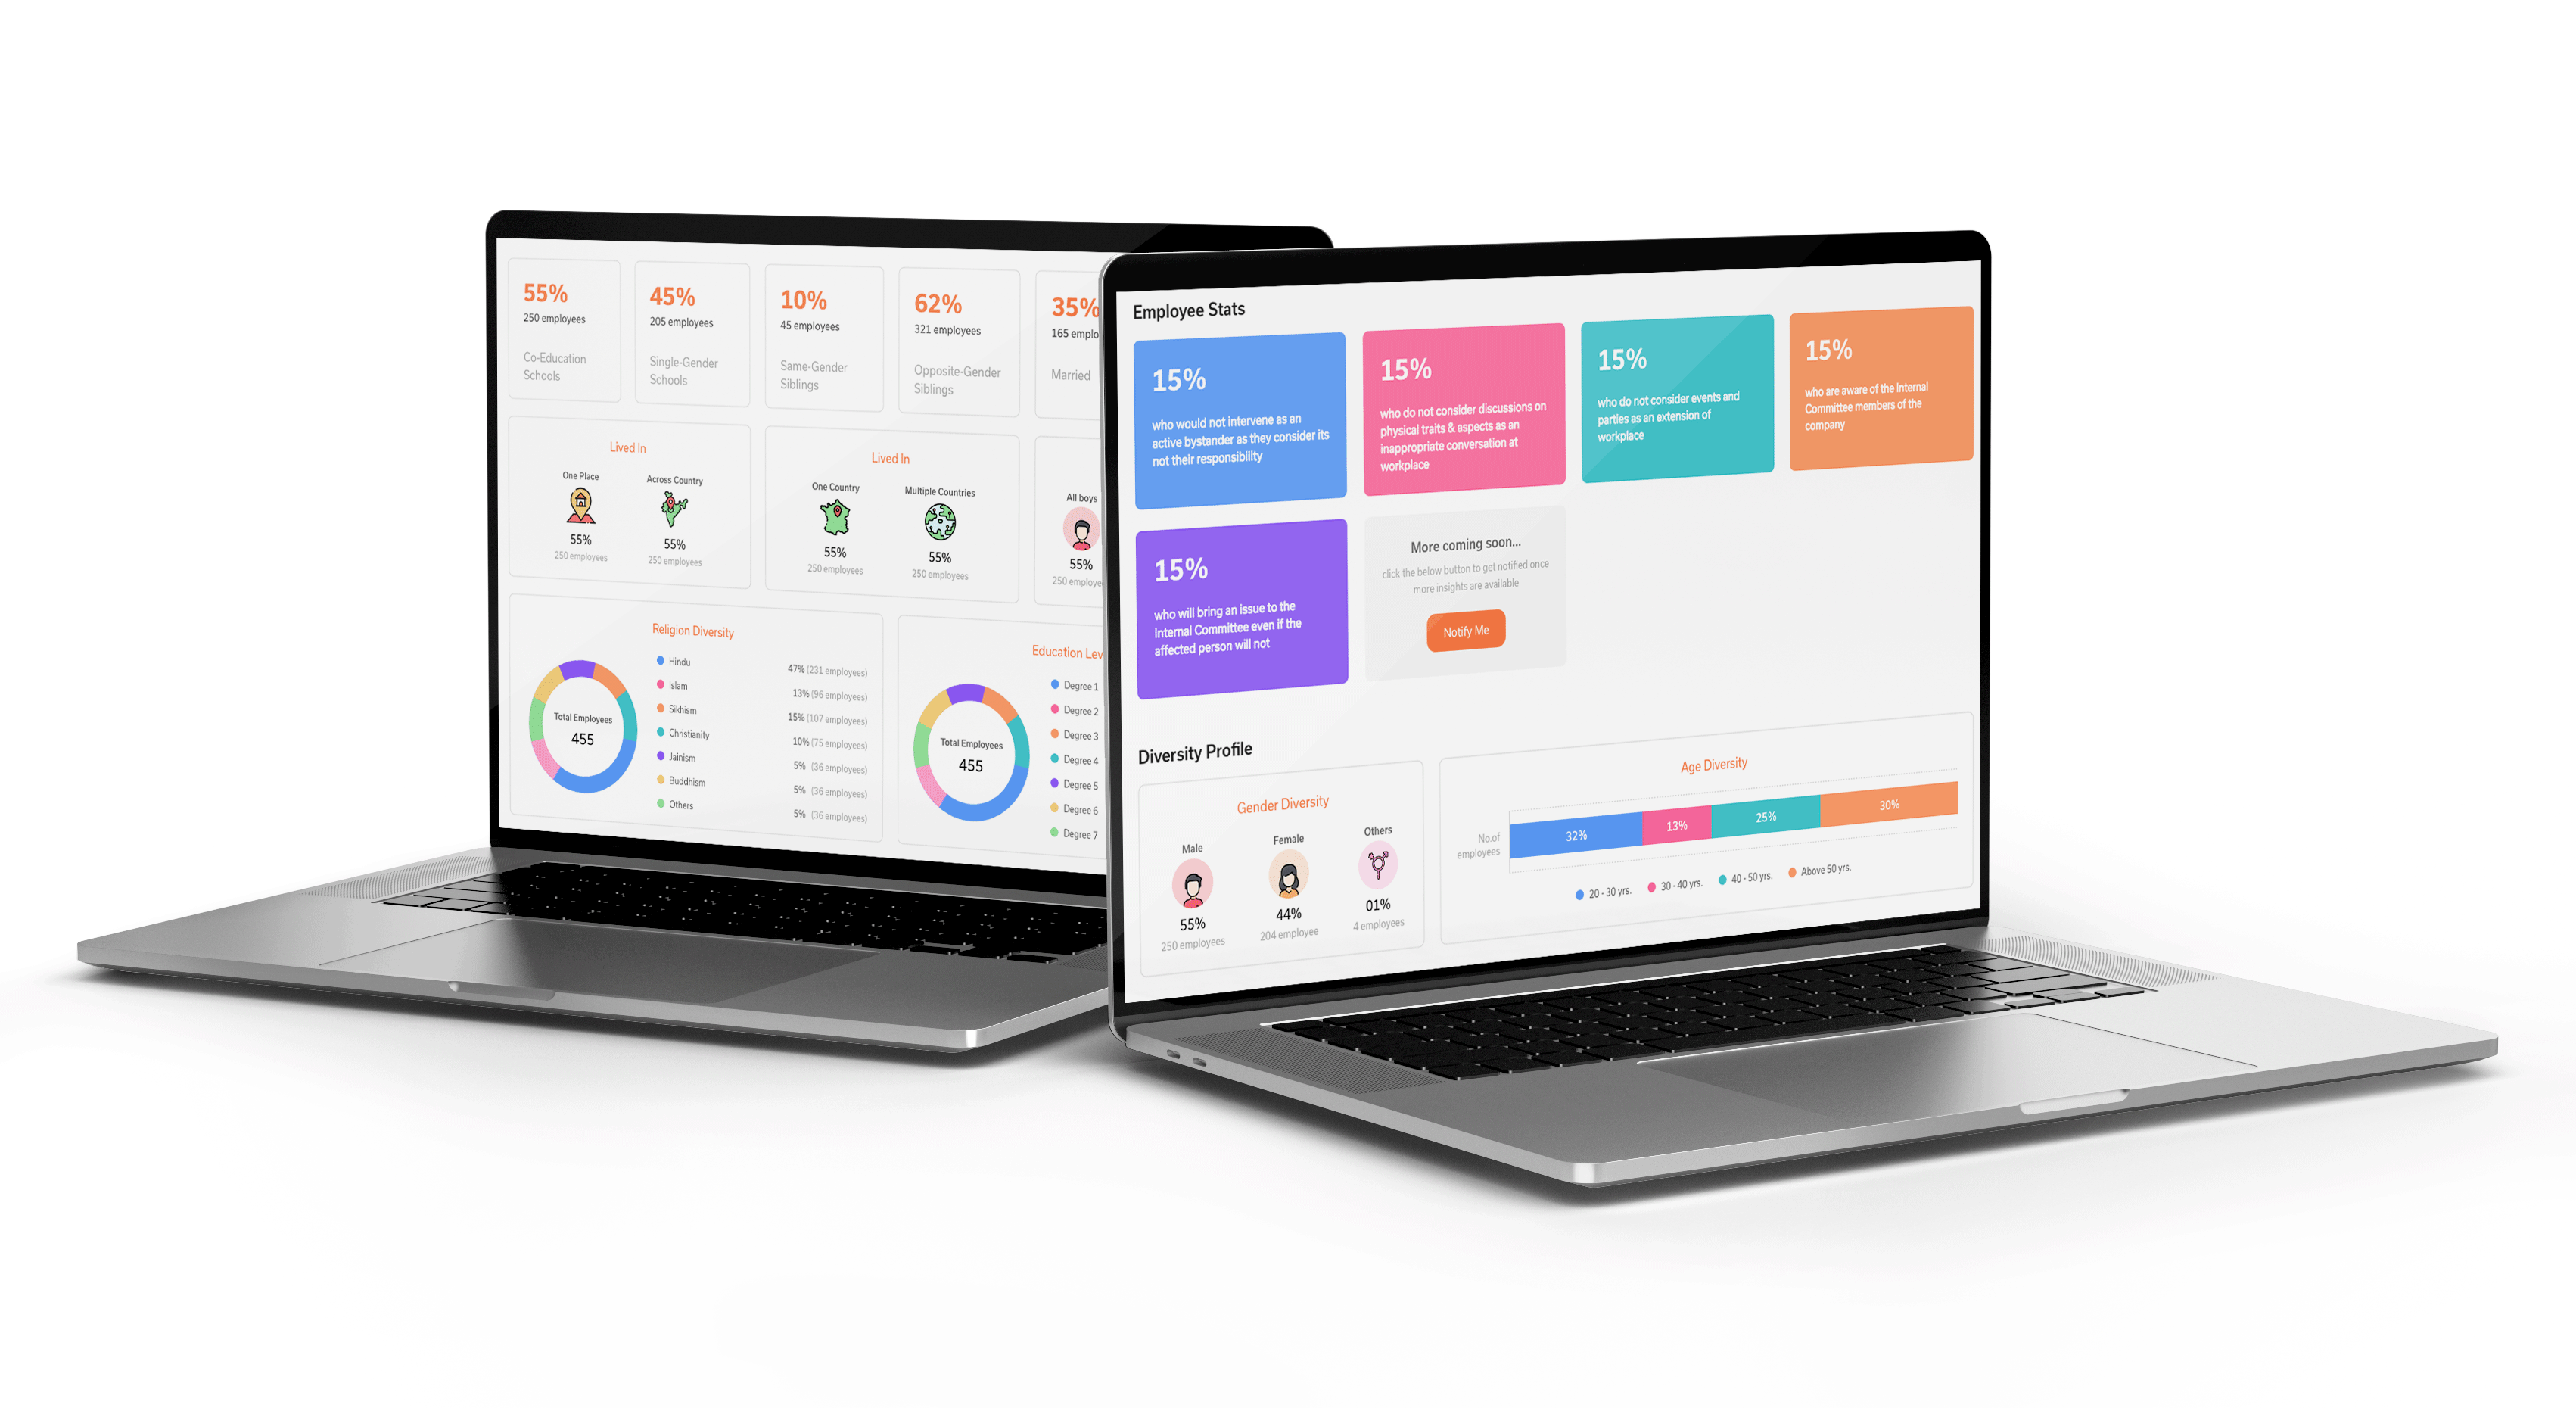 55%
250 employees
Co-Education
Schools
45%
205 employees
Single-Gender
Schools
10%
45 employees
Same-Gender
Siblings
62%
321 employees
Opposite-Gender
Siblings
35%
165 emplo
Married
Lived In
One Place
55%
250 employees
Across Country
55%
250 employees
Lived In
One Country
55%
250 employees
Multiple Countries
55%
250 employees
All boys
55%
250 employe
Religion Diversity
Total Employees
455
Hindu 47% (231 employees)
Islam 13% (96 employees)
Sikhism 15% (107 employees)
Christianity 10% (75 employees)
Jainism 5% (36 employees)
Buddhism 5% (36 employees)
Others 5% (36 employees)
Education Lev
Total Employees
455
Degree 1
Degree 2
Degree 3
Degree 4
Degree 5
Degree 6
Degree 7
Employee Stats
15%
who would not intervene as an
active bystander as they consider its
not their responsibility
15%
who do not consider discussions on
physical traits & aspects as an
inappropriate conversation at
workplace
15%
who do not consider events and
parties as an extension of
workplace
15%
who are aware of the Internal
Committee members of the
company
15%
who will bring an issue to the
Internal Committee even if the
affected person will not
More coming soon...
click the below button to get notified once
more insights are available
Notify Me
Diversity Profile
Gender Diversity
Male
55%
250 employees
Female
44%
204 employee
Others
01%
4 employees
Age Diversity
No.of
employees
32% 13% 25% 30%
20 - 30 yrs. 30 - 40 yrs. 40 - 50 yrs. Above 50 yrs.